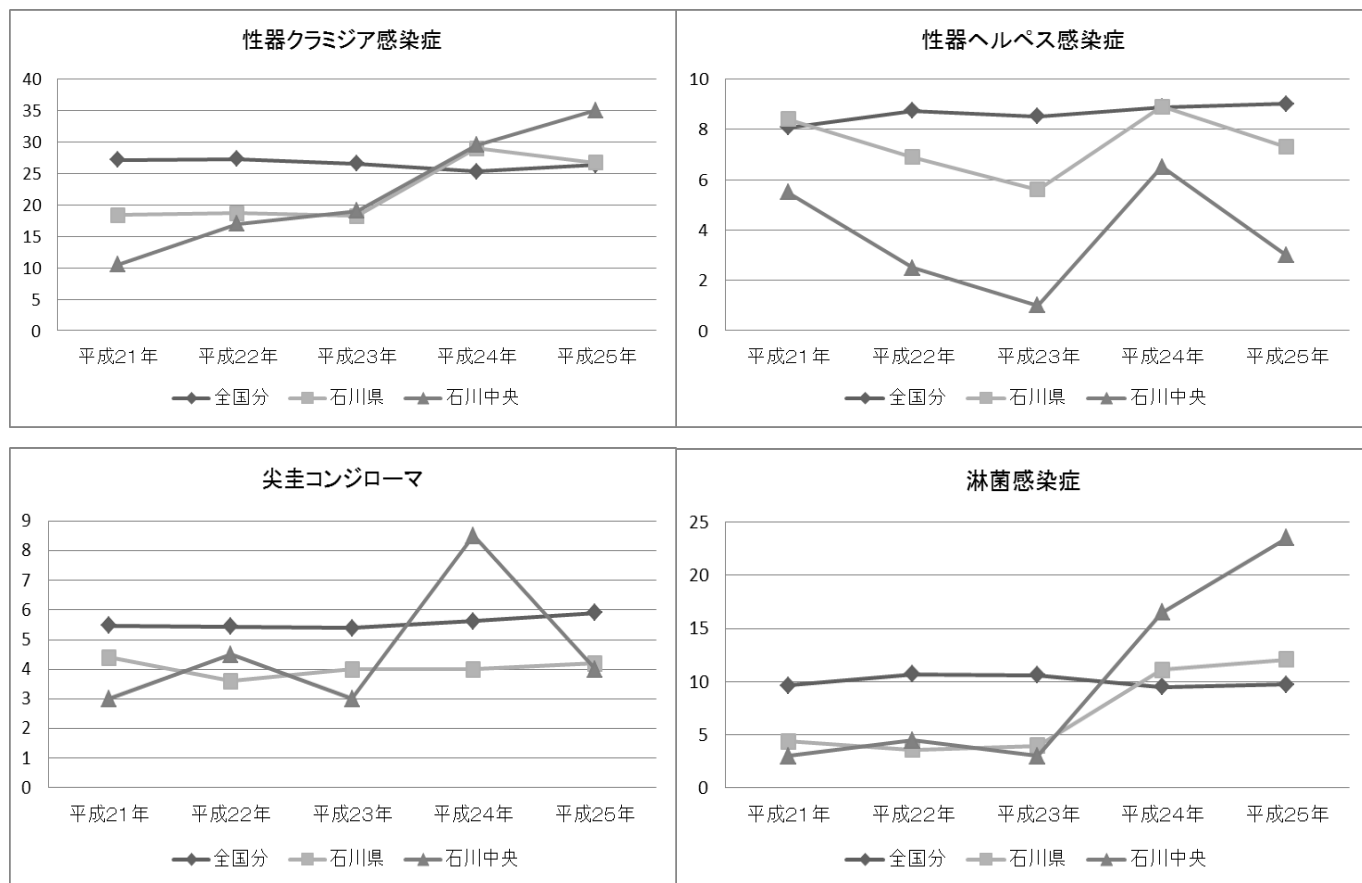 性器クラミジア感染症
40
35
30
25
20
15
10
5
0
平成21年 平成22年 平成23年 平成24年 平成25年
全国分 石川県 石川中央
性器ヘルペス感染症
10
8
6
4
2
0
平成21年 平成22年 平成23年 平成24年 平成25年
全国分 石川県 石川中央
尖圭コンジローマ
9
8
7
6
5
4
3
2
1
0
平成21年 平成22年 平成23年 平成24年 平成25年
全国分 石川県 石川中央
淋菌感染症
25
20
15
10
5
0
平成21年 平成22年 平成23年 平成24年 平成25年
全国分 石川県 石川中央